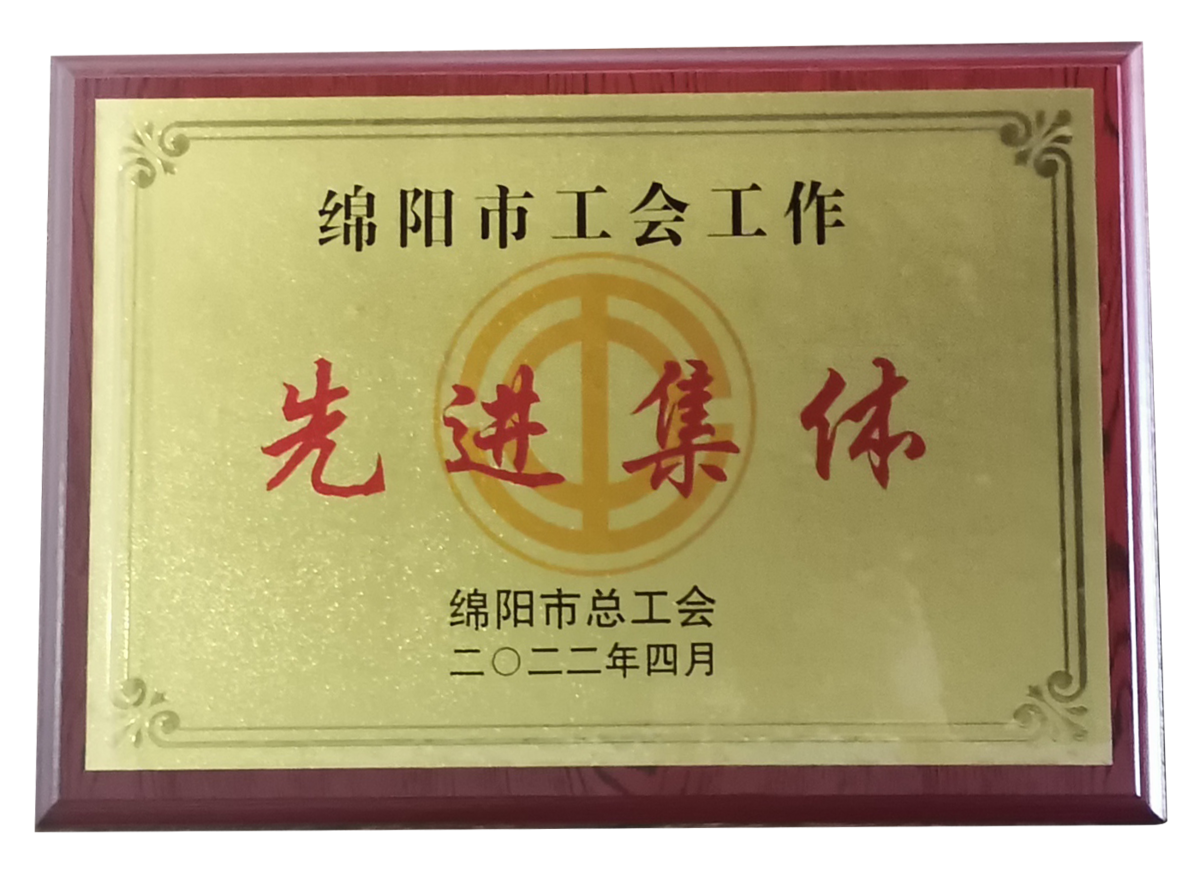 绵阳市工会工作
先进集体
绵阳市总工会
二〇二二年四月